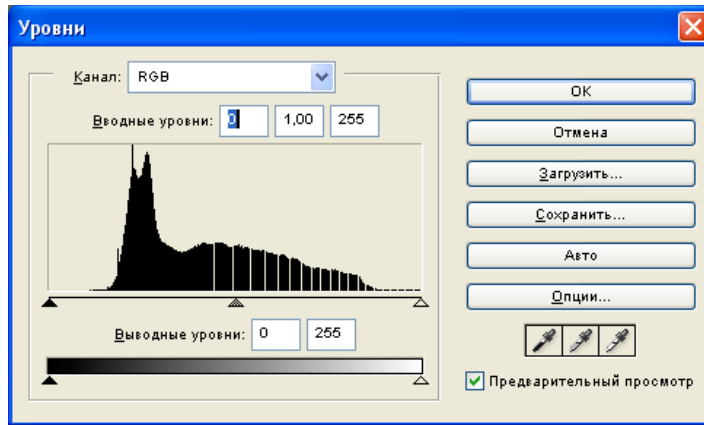 Уровни
Канал: RGB
Вводные уровни: 0 1,00 255
Выводные уровни: 0 255
OK
Отмена
Загрузить...
Сохранить...
Авто
Опции...
Предварительный просмотр